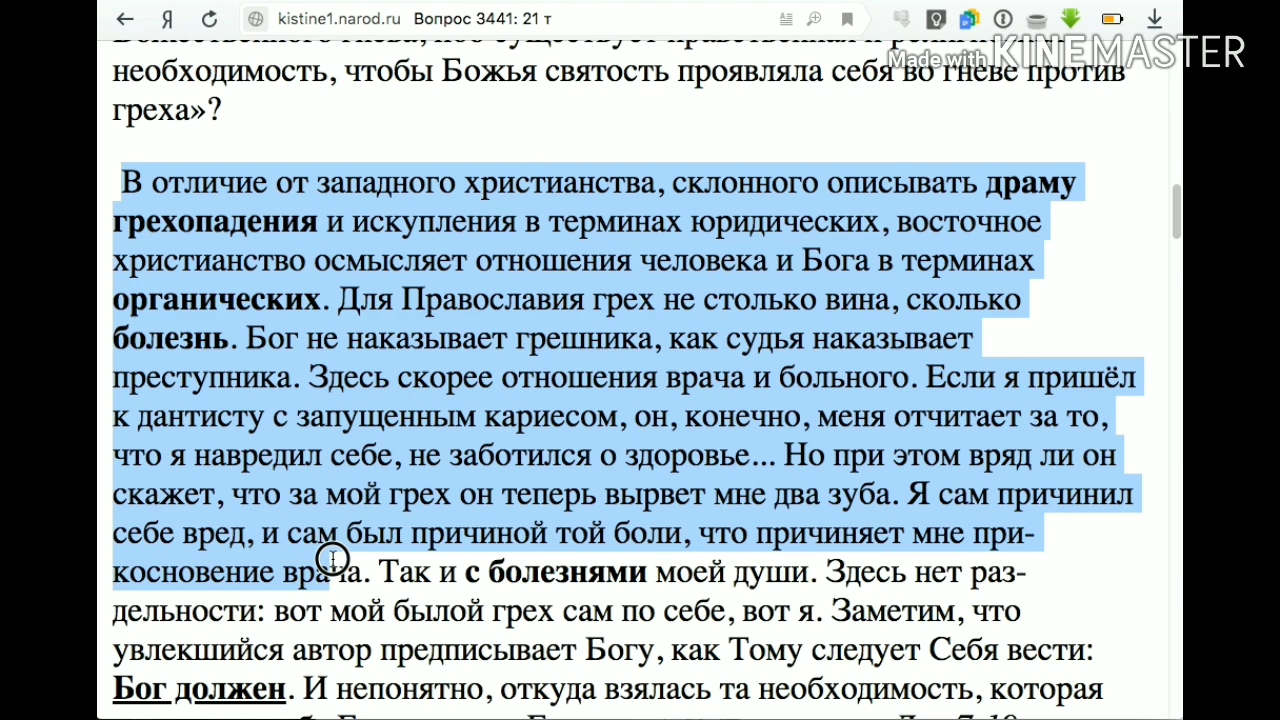 kistine1.narod.ru Вопрос 3441: 21 т
Made with KINEMASTER
необходимость, чтобы Божья святость проявляла себя во гневе против
греха»?
В отличие от западного христианства, склонного описывать драму
грехопадения и искупления в терминах юридических, восточное
христианство осмысляет отношения человека и Бога в терминах
органических. Для Православия грех не столько вина, сколько
болезнь. Бог не наказывает грешника, как судья наказывает
преступника. Здесь скорее отношения врача и больного. Если я пришёл
к дантисту с запущенным кариесом, он, конечно, меня отчитает за то,
что я навредил себе, не заботился о здоровье... Но при этом вряд ли он
скажет, что за мой грех он теперь вырвет мне два зуба. Я сам причинил
себе вред, и сам был причиной той боли, что причиняет мне при-
косновение врача. Так и с болезнями моей души. Здесь нет раз-
дельности: вот мой былой грех сам по себе, вот я. Заметим, что
увлекшийся автор предписывает Богу, как Тому следует Себя вести:
Бог должен. И непонятно, откуда взялась та необходимость, которая